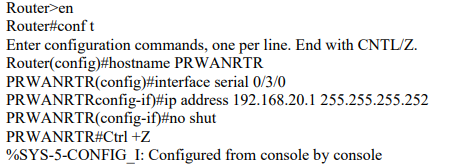 Router>en
Router#conf t
Enter configuration commands, one per line. End with CNTL/Z.
Router(config)#hostname PRWANRTR
PRWANRTR(config)#interface serial 0/3/0
PRWANRTRconfig-if)#ip address 192.168.20.1 255.255.255.252
PRWANRTR(config-if)#no shut
PRWANRTR#Ctrl +Z
%SYS-5-CONFIG_I: Configured from console by console